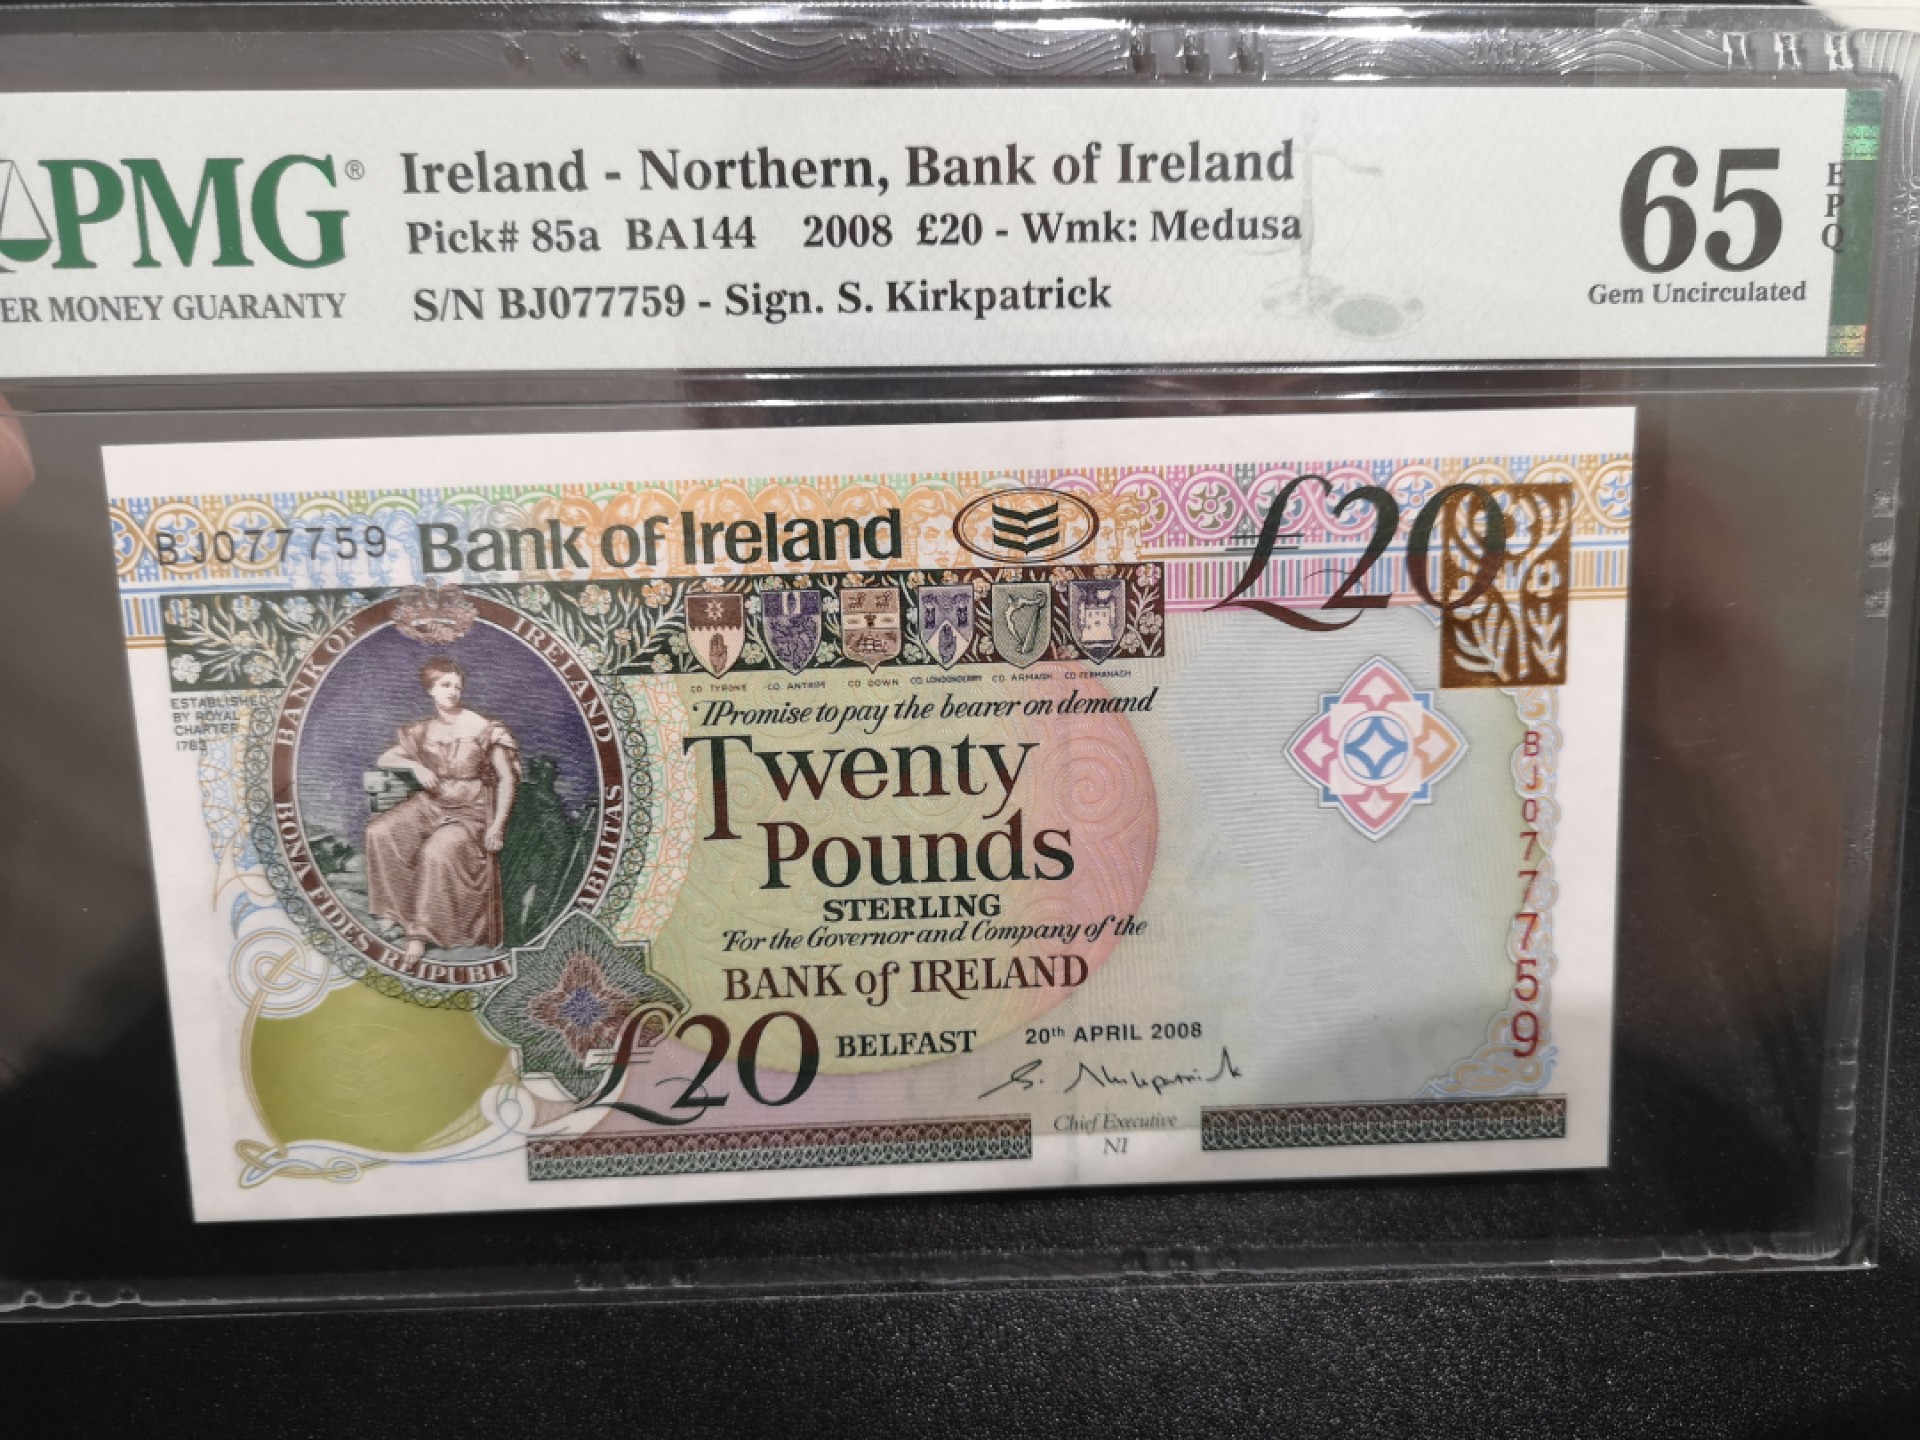 PMG®
ER MONEY GUARANTY
Ireland - Northern, Bank of Ireland
Pick# 85a BA144 2008 £20 - Wmk: Medusa
S/N BJ077759 - Sign. S. Kirkpatrick
65
EPQ
Gem Uncirculated
BJ077759
Bank of Ireland
£20
ESTABLISHED
BY ROYAL
CHARTER
1783
BANK OF IRELAND
BONA FIDES REIPUBLI ABILITAS
CO TYRONE CO. ANTRIM CO DOWN CO. LONDONDERRY CO. ARMAGH CO FERMANAGH
I Promise to pay the bearer on demand
Twenty
Pounds
STERLING
For the Governor and Company of the
BANK of IRELAND
£20 BELFAST 20th APRIL 2008
S. Kirkpatrick
Chief Executive
NI
BJ077759